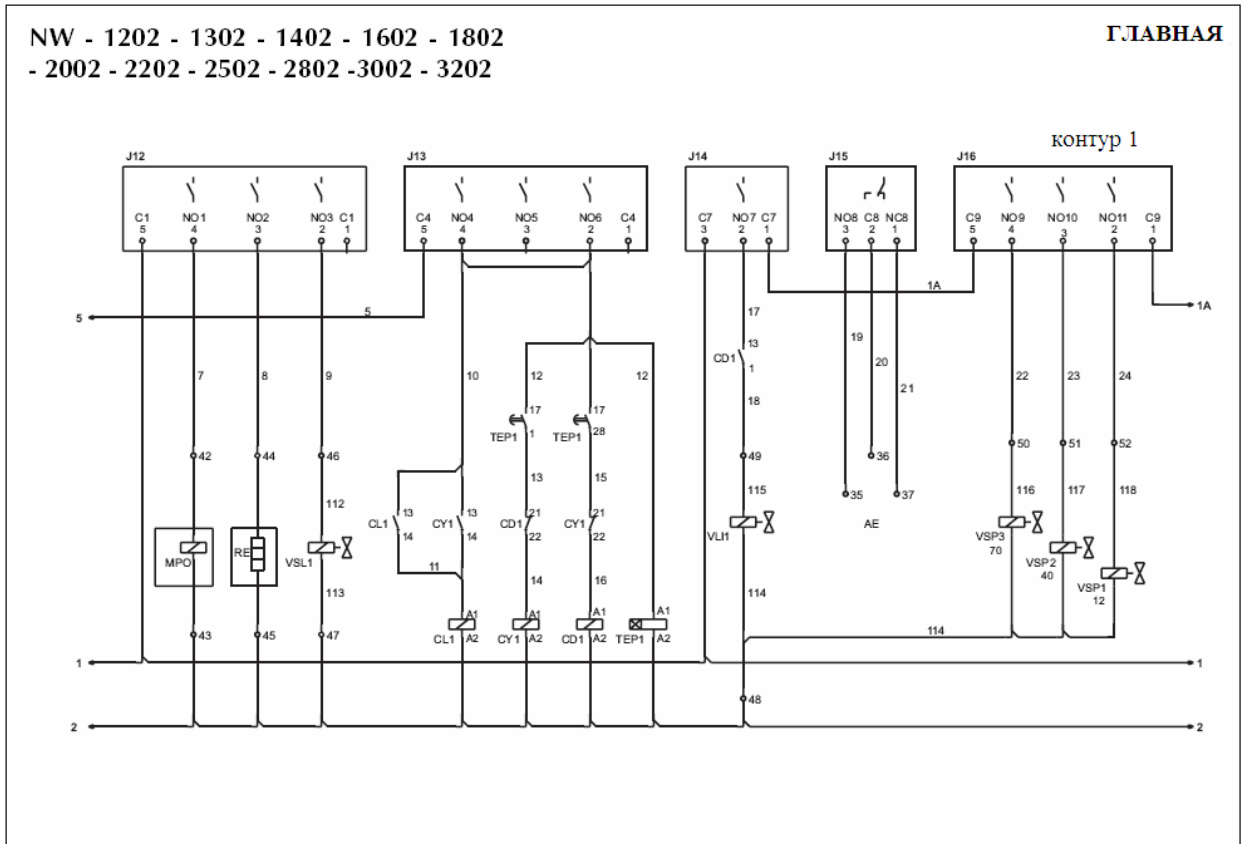 NW - 1202 - 1302 - 1402 - 1602 - 1802
ГЛАВНАЯ
- 2002 - 2202 - 2502 - 2802 -3002 - 3202
контур 1
J12 J13 J14 J15 J16
C1 NO1 NO2 NO3 C1 C4 NO4 NO5 NO6 C4 C7 NO7 C7 NO8 C8 NC8 C9 NO9 NO10 NO11 C9
5 4 3 2 1 5 4 3 2 1 3 2 1 3 2 1 5 4 3 2 1
1A
5 5 17 1A
19
CD1 13
1
20
7 8 9 10 12 12 21 22 23 24
18
17 17
TEP1 1 TEP1 28
42 44 46 49 36 50 51 52
13 15
112 115 35 37 116 117 118
CL1 13 CY1 13 CD1 21 CY1 21
14 14 22 22
AE
VLI1
VSP3
70
MPO RE VSL1
VSP2
40
11
14 16
VSP1
12
113 114
A1 A1 A1 A1
CL1 A2 CY1 A2 CD1 A2 TEP1 A2
43 45 47 114
1 1
48
2 2